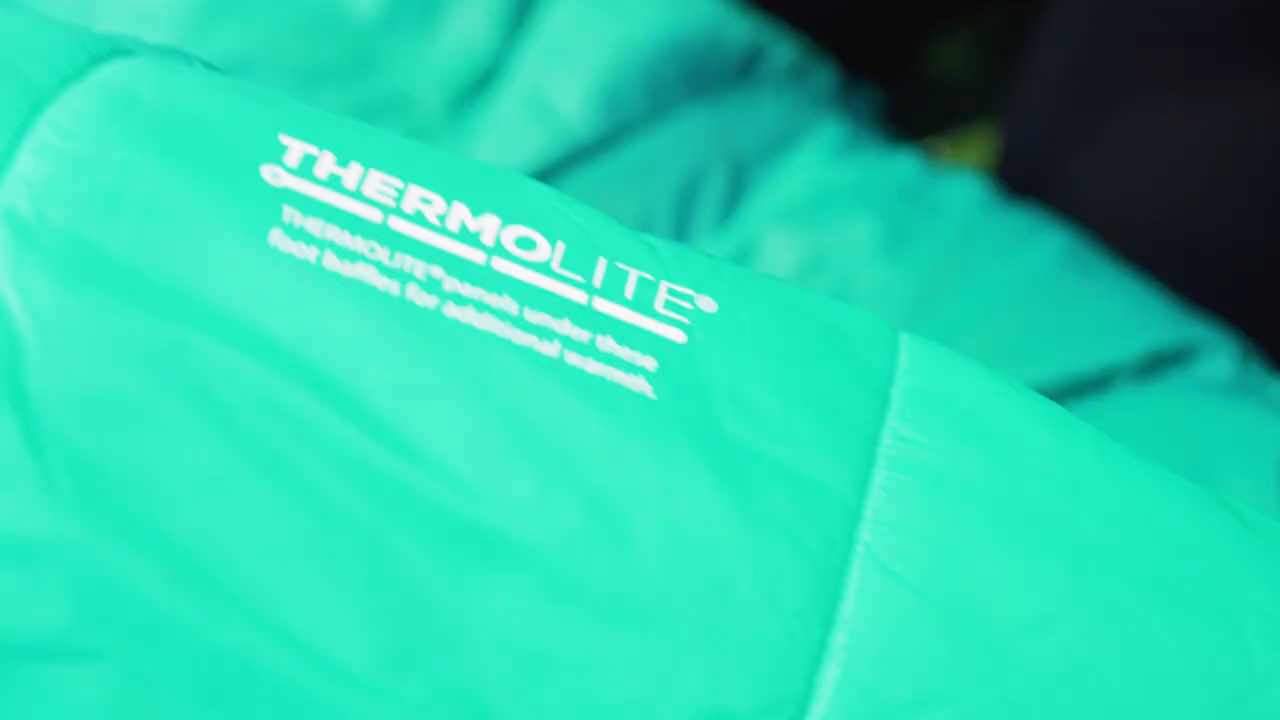 THERMOLITE®
THERMOLITE® panels under these
foot baffles for additional warmth.